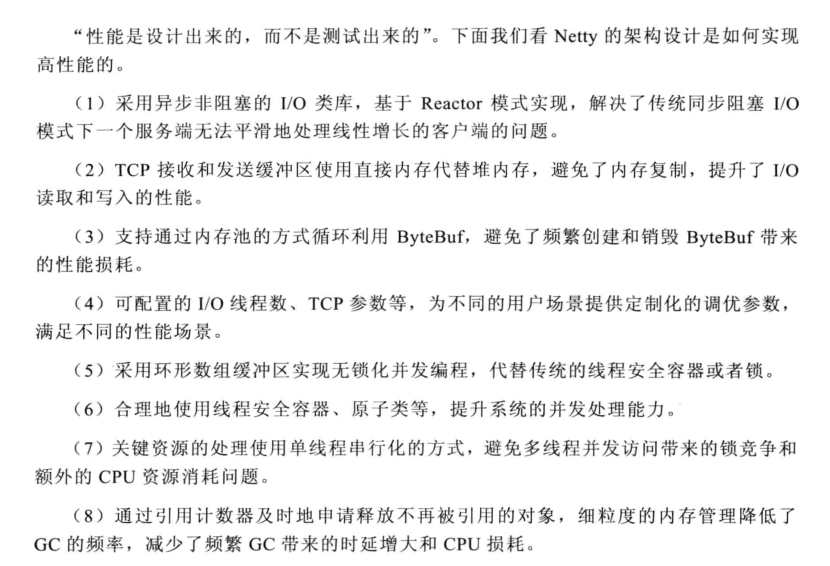 “性能是设计出来的，而不是测试出来的”。下面我们看 Netty 的架构设计是如何实现
高性能的。
（1）采用异步非阻塞的 I/O 类库，基于 Reactor 模式实现，解决了传统同步阻塞 I/O
模式下一个服务端无法平滑地处理线性增长的客户端的问题。
（2）TCP 接收和发送缓冲区使用直接内存代替堆内存，避免了内存复制，提升了 I/O
读取和写入的性能。
（3）支持通过内存池的方式循环利用 ByteBuf，避免了频繁创建和销毁 ByteBuf 带来
的性能损耗。
（4）可配置的 I/O 线程数、TCP 参数等，为不同的用户场景提供定制化的调优参数，
满足不同的性能场景。
（5）采用环形数组缓冲区实现无锁化并发编程，代替传统的线程安全容器或者锁。
（6）合理地使用线程安全容器、原子类等，提升系统的并发处理能力。
（7）关键资源的处理使用单线程串行化的方式，避免多线程并发访问带来的锁竞争和
额外的 CPU 资源消耗问题。
（8）通过引用计数器及时地申请释放不再被引用的对象，细粒度的内存管理降低了
GC 的频率，减少了频繁 GC 带来的时延增大和 CPU 损耗。